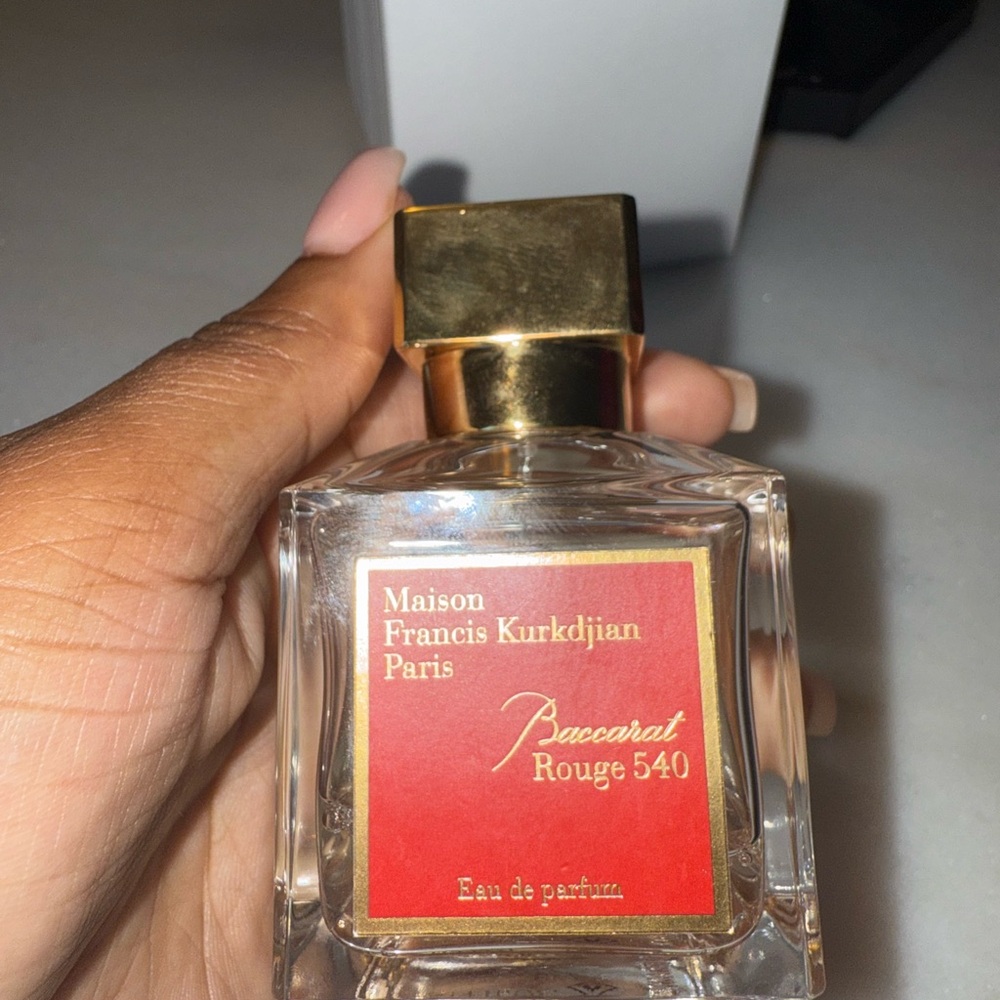 Maison
Francis Kurkdjian
Paris
Baccarat
Rouge 540
Eau de parfum